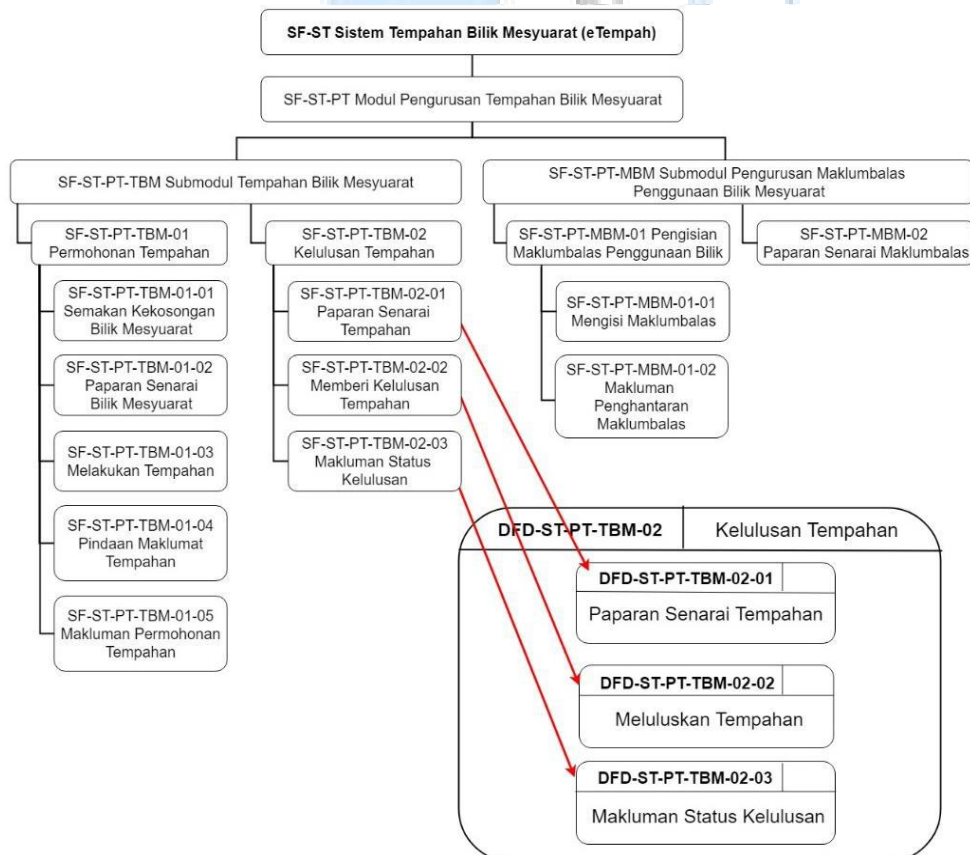 SF-ST Sistem Tempahan Bilik Mesyuarat (eTempah)
SF-ST-PT Modul Pengurusan Tempahan Bilik Mesyuarat
SF-ST-PT-TBM Submodul Tempahan Bilik Mesyuarat
SF-ST-PT-MBM Submodul Pengurusan Maklumbalas
Penggunaan Bilik Mesyuarat
SF-ST-PT-TBM-01
Permohonan Tempahan
SF-ST-PT-TBM-01-01
Semakan Kekosongan
Bilik Mesyuarat
SF-ST-PT-TBM-01-02
Paparan Senarai
Bilik Mesyuarat
SF-ST-PT-TBM-01-03
Melakukan Tempahan
SF-ST-PT-TBM-01-04
Pindaan Maklumat
Tempahan
SF-ST-PT-TBM-01-05
Makluman Permohonan
Tempahan
SF-ST-PT-TBM-02
Kelulusan Tempahan
SF-ST-PT-TBM-02-01
Paparan Senarai
Tempahan
SF-ST-PT-TBM-02-02
Memberi Kelulusan
Tempahan
SF-ST-PT-TBM-02-03
Makluman Status
Kelulusan
SF-ST-PT-MBM-01 Pengisian
Maklumbalas Penggunaan Bilik
SF-ST-PT-MBM-01-01
Mengisi Maklumbalas
SF-ST-PT-MBM-01-02
Makluman
Penghantaran
Maklumbalas
SF-ST-PT-MBM-02
Paparan Senarai Maklumbalas
DFD-ST-PT-TBM-02
Kelulusan Tempahan
DFD-ST-PT-TBM-02-01
Paparan Senarai Tempahan
DFD-ST-PT-TBM-02-02
Meluluskan Tempahan
DFD-ST-PT-TBM-02-03
Makluman Status Kelulusan